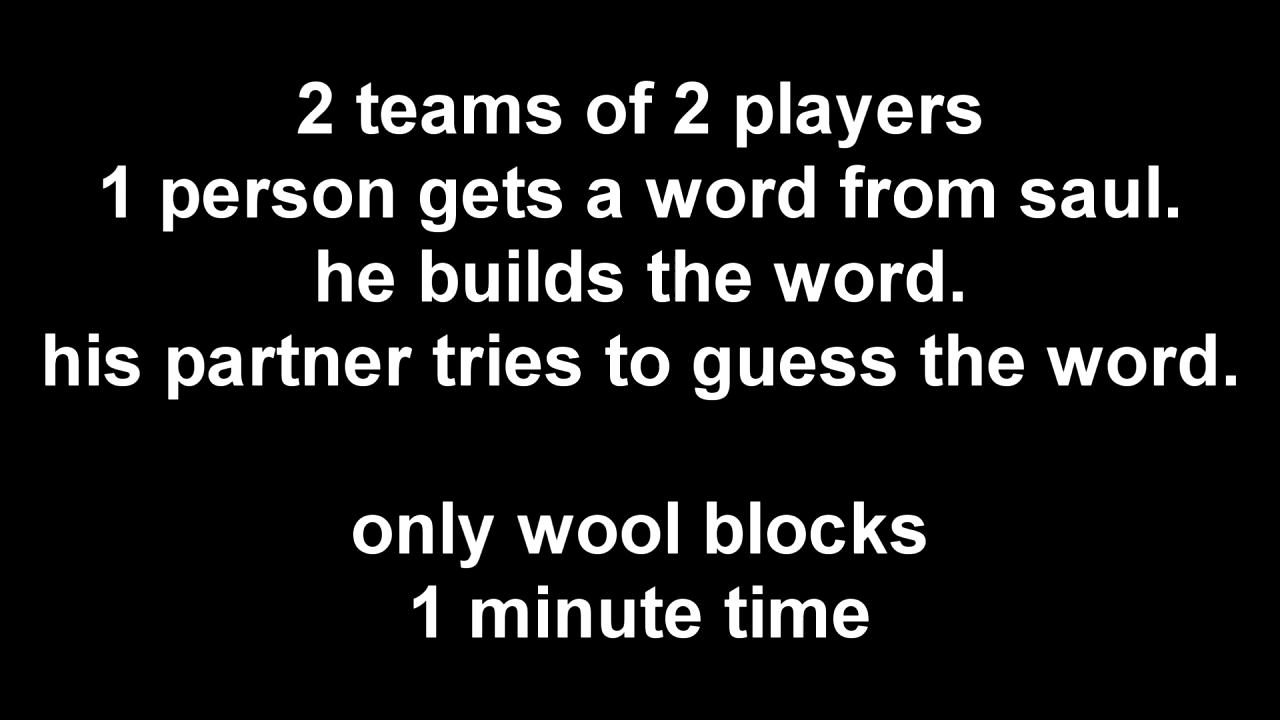 2 teams of 2 players
1 person gets a word from saul.
he builds the word.
his partner tries to guess the word.
only wool blocks
1 minute time